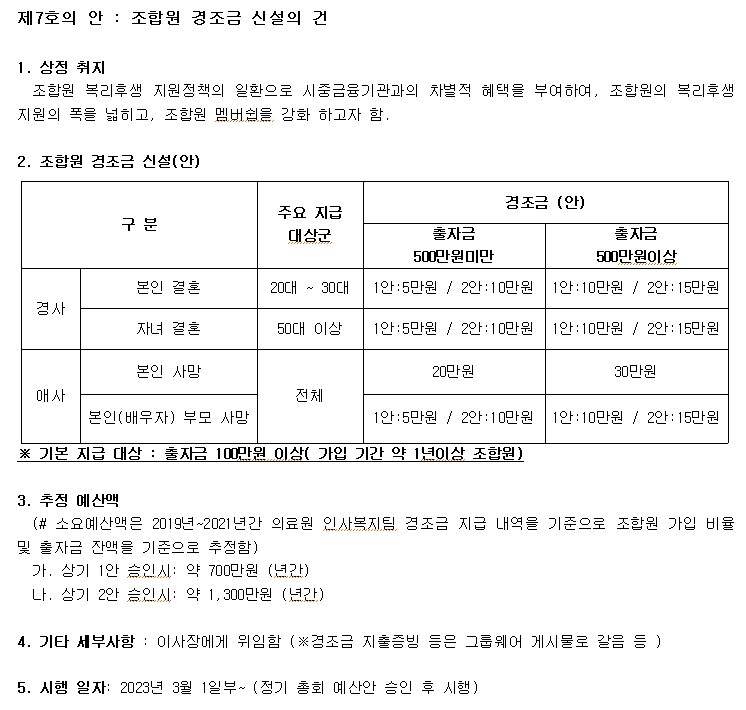 제7호의 안 : 조합원 경조금 신설의 건
1. 상정 취지
조합원 복리후생 지원정책의 일환으로 시중금융기관과의 차별적 혜택을 부여하여, 조합원의 복리후생
지원의 폭을 넓히고, 조합원 멤버쉽을 강화 하고자 함.
2. 조합원 경조금 신설(안)
구 분
주요 지급
대상군
경조금 (안)
출자금
500만원미만
출자금
500만원이상
경사
본인 결혼
20대 ~ 30대
1안:5만원 / 2안:10만원
1안:10만원 / 2안:15만원
자녀 결혼
50대 이상
1안:5만원 / 2안:10만원
1안:10만원 / 2안:15만원
애사
본인 사망
전체
20만원
30만원
본인(배우자) 부모 사망
1안:5만원 / 2안:10만원
1안:10만원 / 2안:15만원
※ 기본 지급 대상 : 출자금 100만원 이상( 가입 기간 약 1년이상 조합원)
3. 추정 예산액
(# 소요예산액은 2019년~2021년간 의료원 인사복지팀 경조금 지급 내역을 기준으로 조합원 가입 비율
및 출자금 잔액을 기준으로 추정함)
가. 상기 1안 승인시: 약 700만원 (년간)
나. 상기 2안 승인시: 약 1,300만원 (년간)
4. 기타 세부사항 : 이사장에게 위임함 (※경조금 지출증빙 등은 그룹웨어 게시물로 갈음 등 )
5. 시행 일자: 2023년 3월 1일부~ (정기 총회 예산안 승인 후 시행)